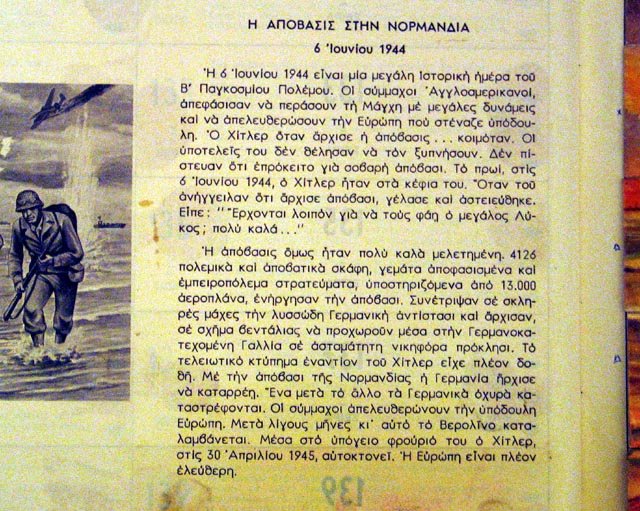 Η ΑΠΟΒΑΣΙΣ ΣΤΗΝ ΝΟΡΜΑΝΔΙΑ
6 Ἰουνίου 1944
Ἡ 6 Ἰουνίου 1944 εἶναι μία μεγάλη ἱστορική ἡμέρα τοῦ
Β' Παγκοσμίου Πολέμου. Οἱ σύμμαχοι Ἀγγλοαμερικανοί,
ἀπεφάσισαν νὰ περάσουν τὴ Μάγχη μὲ μεγάλες δυνάμεις
καὶ νὰ ἀπελευθερώσουν τὴν Εὐρώπη ποὺ στέναζε ὑπόδου-
λη. Ὁ Χίτλερ ὅταν ἄρχισε ἡ ἀπόβασις... κοιμόταν. Οἱ
ὑποτελεῖς του δὲν θέλησαν νὰ τὸν ξυπνήσουν. Δὲν πί-
στευαν ὅτι ἐπρόκειτο γιὰ σοβαρὴ ἀπόβασι. Τὸ πρωί, στὶς
6 Ἰουνίου 1944, ὁ Χίτλερ ἦταν στὰ κέφια του. Ὅταν τοῦ
ἀνήγγειλαν ὅτι ἄρχισε ἀπόβασι, γέλασε καὶ ἀστειεύθηκε.
Εἶπε: "Ἔρχονται λοιπὸν γιὰ νὰ τοὺς φάη ὁ μεγάλος Λύ-
κος; πολὺ καλά..."
Ἡ ἀπόβασις ὅμως ἦταν πολὺ καλὰ μελετημένη. 4126
πολεμικὰ καὶ ἀποβατικὰ σκάφη, γεμάτα ἀποφασισμένα καὶ
ἐμπειροπόλεμα στρατεύματα, ὑποστηριζόμενα ἀπὸ 13.000
ἀεροπλάνα, ἐνήργησαν τὴν ἀπόβασι. Συνέτριψαν σὲ σκλη-
ρὲς μάχες τὴν λυσσώδη Γερμανικὴ ἀντίστασι καὶ ἄρχισαν,
σὲ σχῆμα βεντάλιας νὰ προχωροῦν μέσα στὴν Γερμανοκα-
τεχομένη Γαλλία σὲ ἀσταμάτητη νικηφόρα πρόκλησι. Τὸ
τελειωτικὸ κτύπημα ἐναντίον τοῦ Χίτλερ εἶχε πλέον δο-
θῆ. Μὲ τὴν ἀπόβασι τῆς Νορμανδίας ἡ Γερμανία ἤρχισε
νὰ καταρρέη. Ἕνα μετὰ τὸ ἄλλο τὰ Γερμανικὰ ὀχυρὰ κα-
ταστρέφονται. Οἱ σύμμαχοι ἀπελευθερώνουν τὴν ὑπόδουλη
Εὐρώπη. Μετὰ λίγους μῆνες κι' αὐτὸ τὸ Βερολῖνο κατα-
λαμβάνεται. Μέσα στὸ ὑπόγειο φρούριό του ὁ Χίτλερ,
στὶς 30 Ἀπριλίου 1945, αὐτοκτονεῖ. Ἡ Εὐρώπη εἶναι πλέον
ἐλεύθερη.